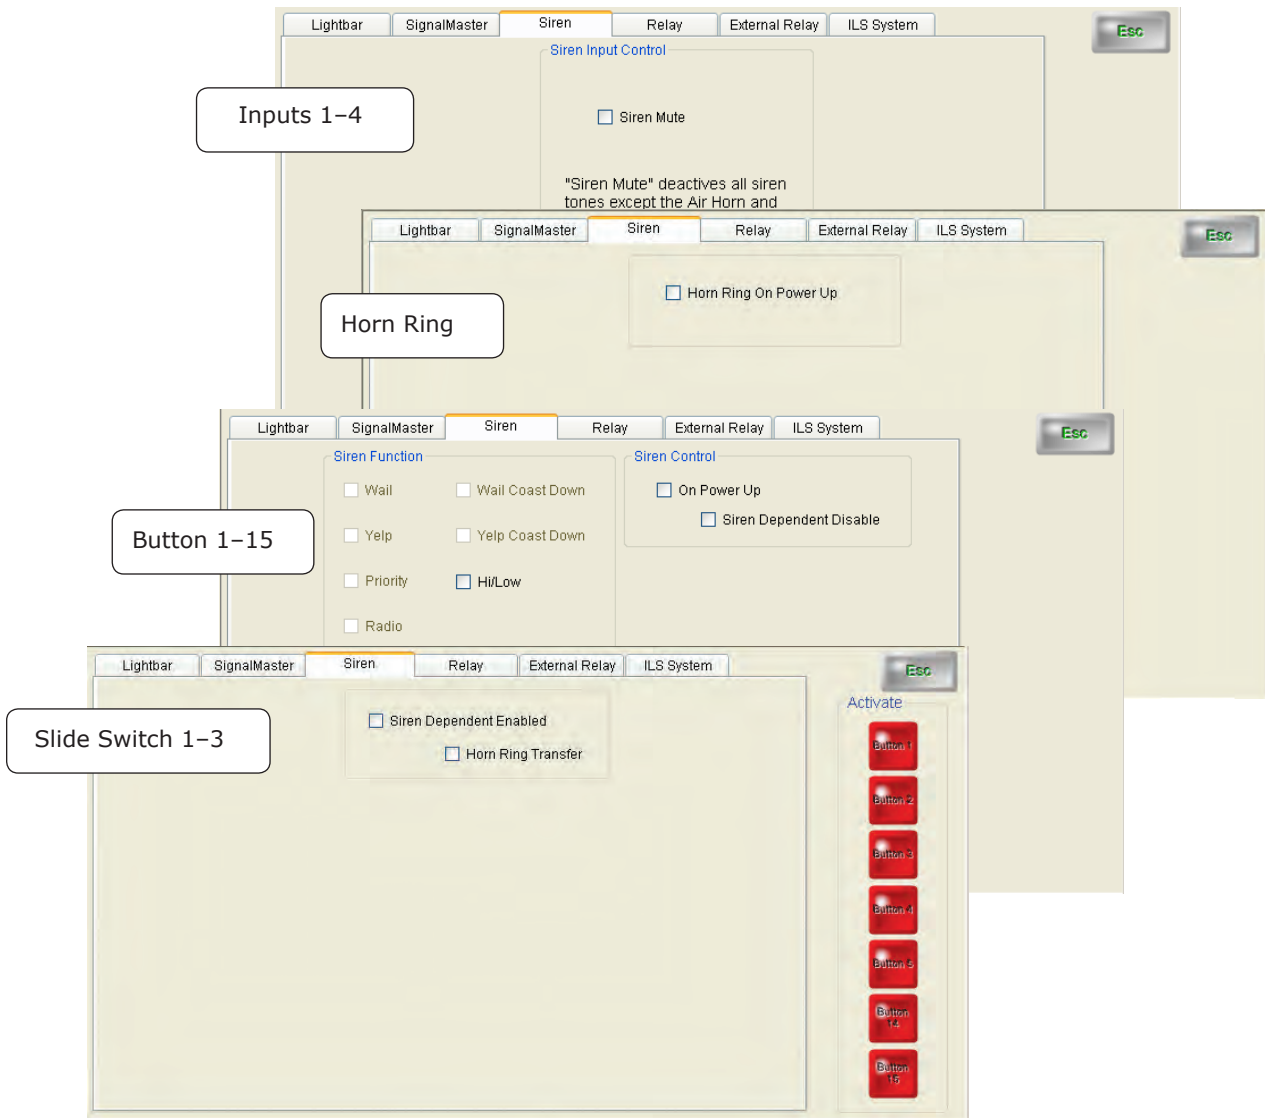 Lightbar SignalMaster Siren Relay External Relay ILS System Esc
Siren Input Control
Inputs 1–4
Siren Mute
"Siren Mute" deactives all siren
tones except the Air Horn and
Lightbar SignalMaster Siren Relay External Relay ILS System Esc
Horn Ring On Power Up
Horn Ring
Lightbar SignalMaster Siren Relay External Relay ILS System Esc
Siren Function Siren Control
Wail Wail Coast Down On Power Up
Siren Dependent Disable
Button 1–15
Yelp Yelp Coast Down
Priority Hi/Low
Radio
Lightbar SignalMaster Siren Relay External Relay ILS System Esc
Activate
Siren Dependent Enabled
Slide Switch 1–3
Horn Ring Transfer
Button 1
Button 2
Button 3
Button 4
Button 5
Button
14
Button
15